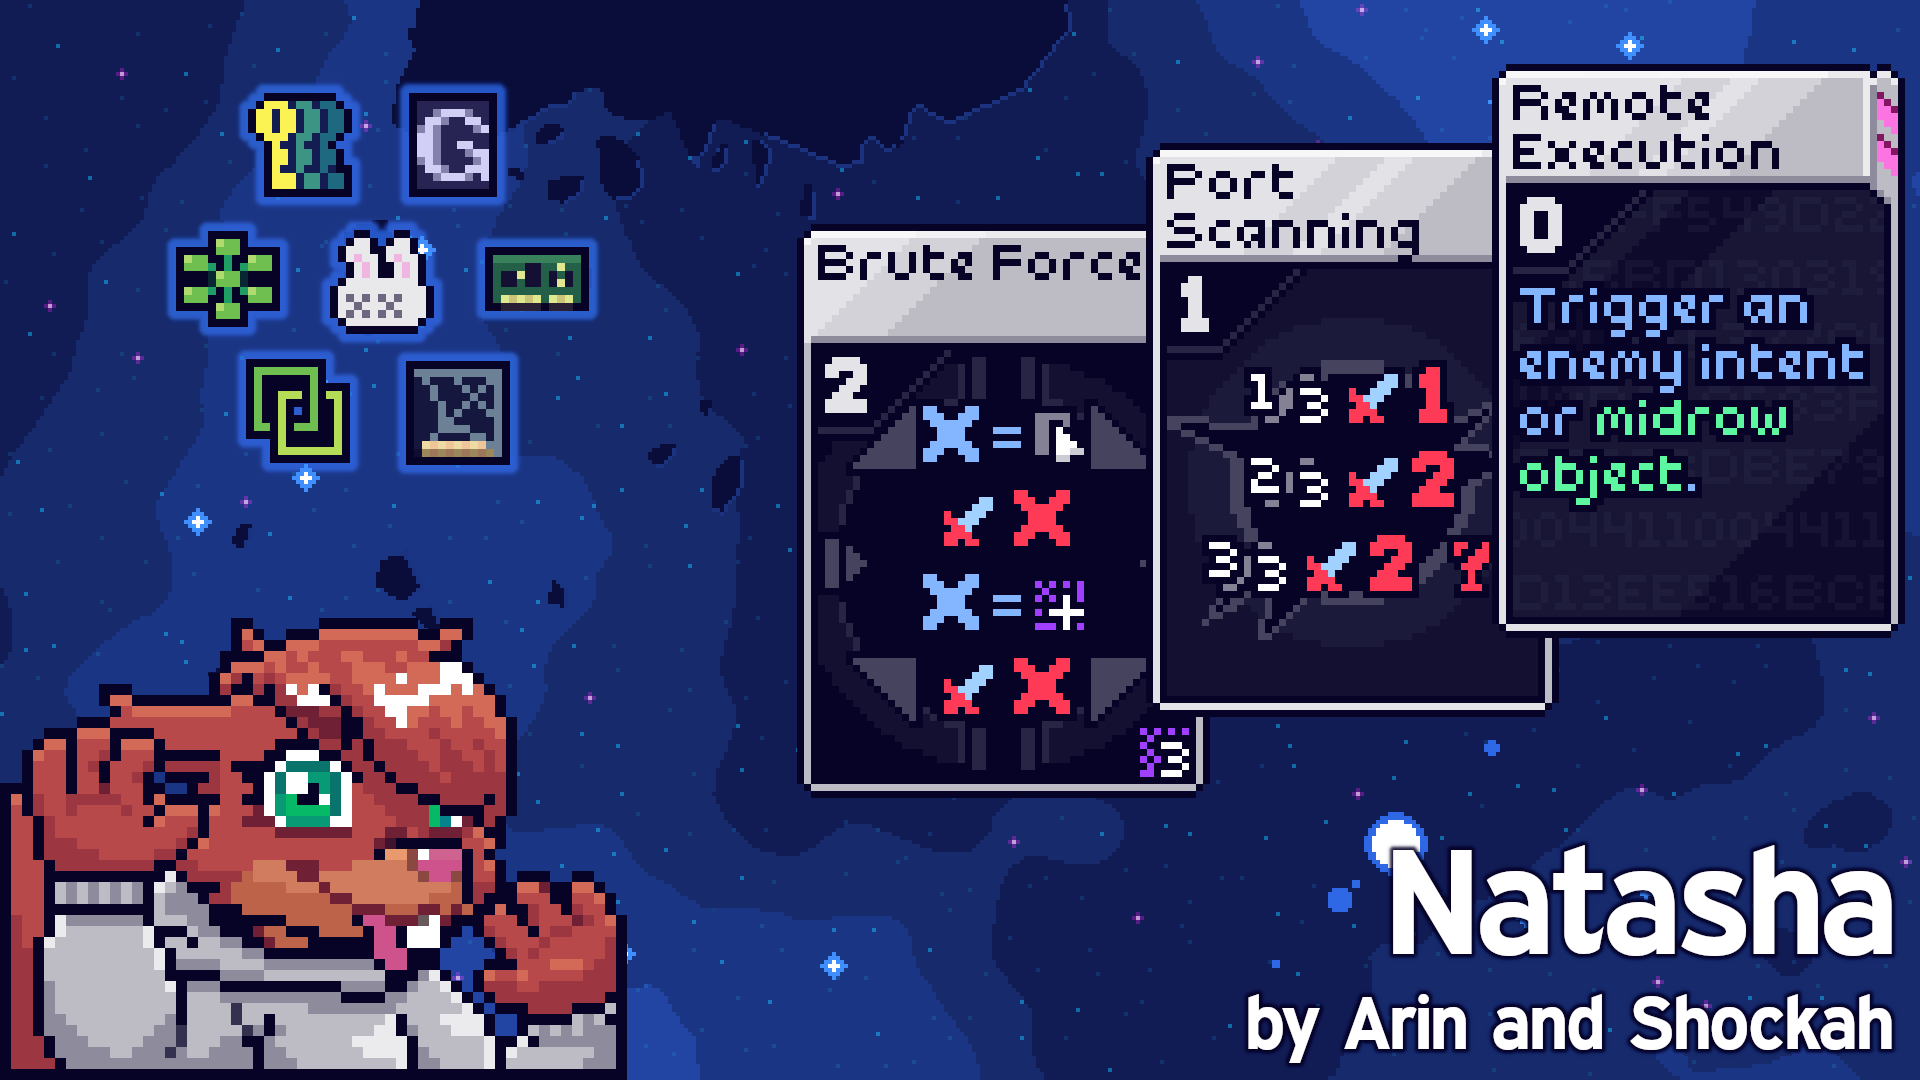 G
Brute Force
2
X =
X
X = +
X
3
Port
Scanning
1
1/3 1
2/3 2
3/3 2
Remote
Execution
0
Trigger an
enemy intent
or midrow
object.
Natasha
by Arin and Shockah